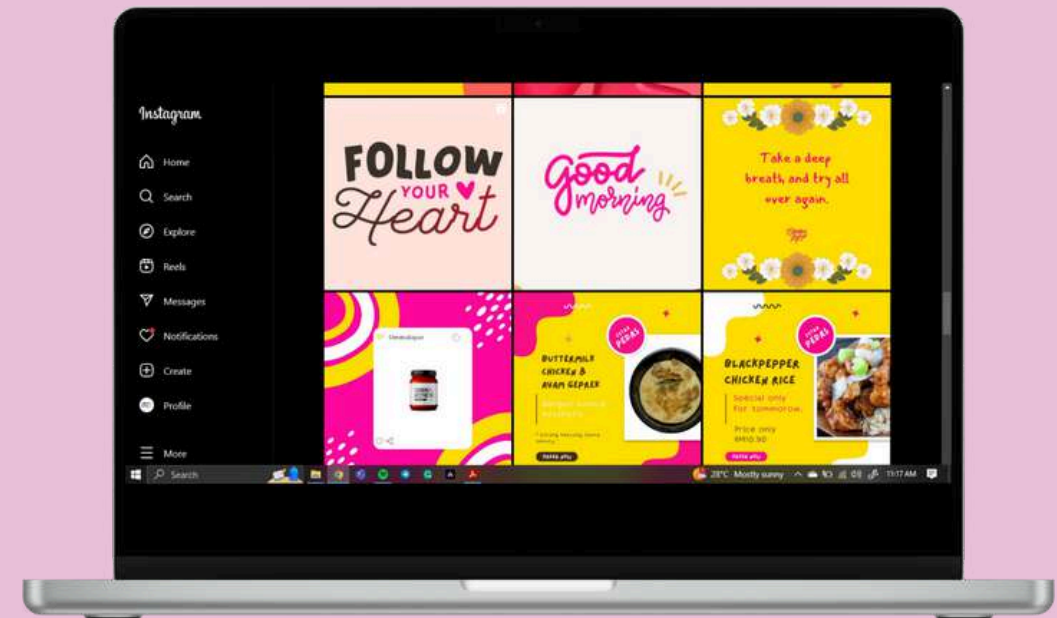 Instagram
Home
Search
Explore
Reels
Messages
Notifications
Create
Profile
More
FOLLOW
YOUR
Heart
Good
morning
Take a deep
breath, and try all
over again.
BUTTERMILK
CHICKEN &
AYAM GEPREK
PEDAS
BLACKPEPPER
CHICKEN RICE
Special only
for tommorow.
Price only
RM10.90
PEDAS
Search
28°C Mostly sunny
11:17 AM